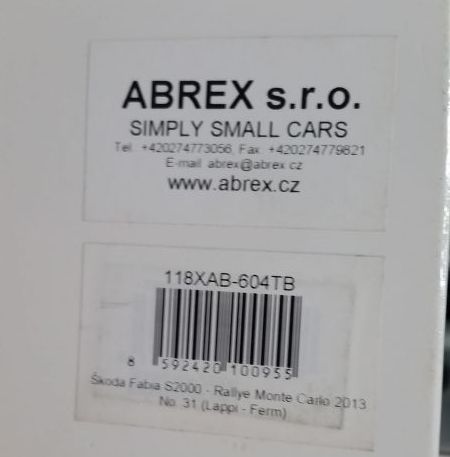 ABREX s.r.o.
SIMPLY SMALL CARS
Tel. +420274773056, Fax. +420274779821
E-mail abrex@abrex.cz
www.abrex.cz
118XAB-604TB
8 592420 100955
Škoda Fabia S2000 - Rallye Monte Carlo 2013
No. 31 (Lappi - Ferm)